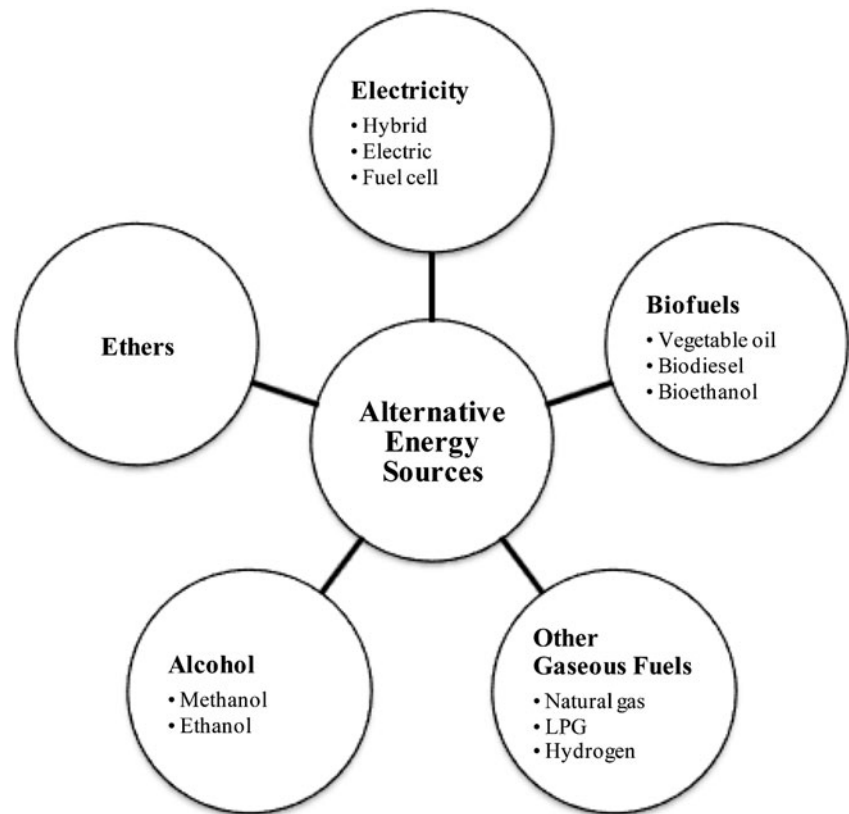 Electricity
• Hybrid
• Electric
• Fuel cell
Ethers
Biofuels
• Vegetable oil
• Biodiesel
• Bioethanol
Alternative
Energy
Sources
Alcohol
• Methanol
• Ethanol
Other
Gaseous Fuels
• Natural gas
• LPG
• Hydrogen